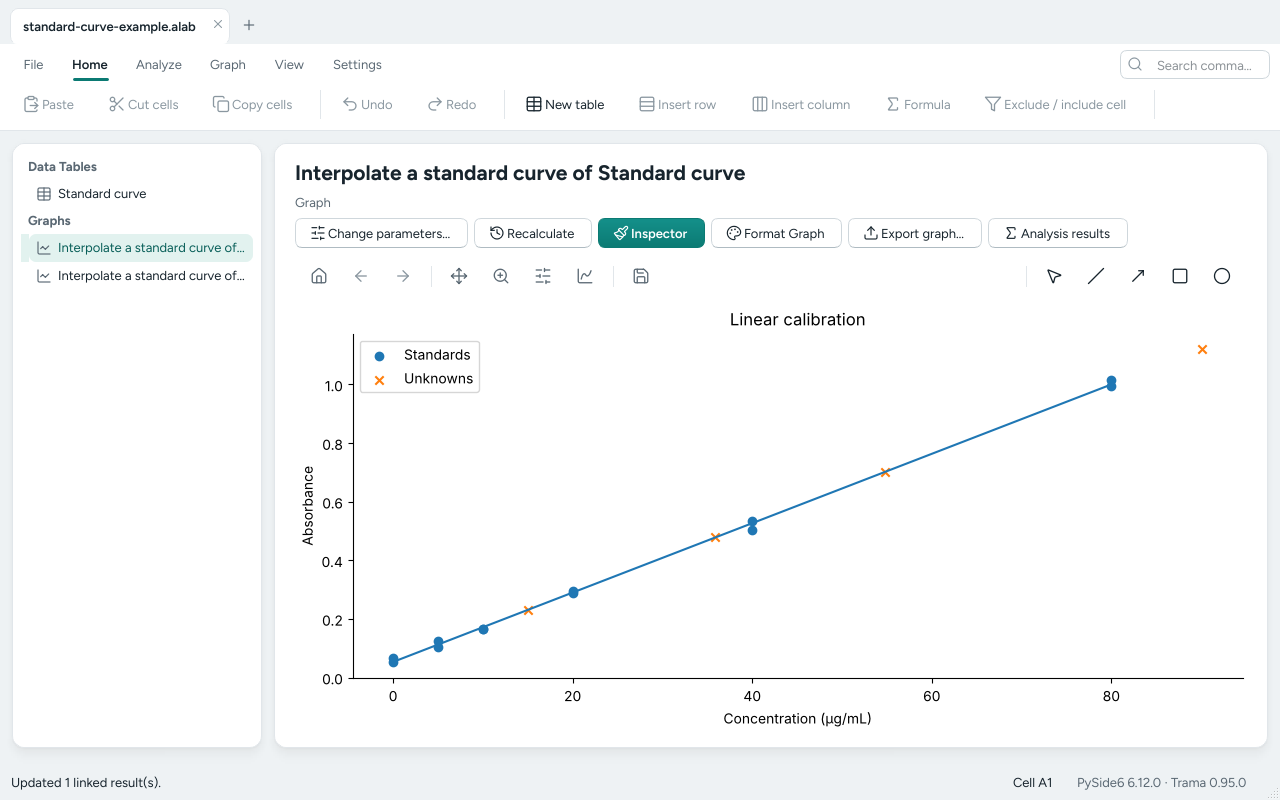 standard-curve-example.alab
File Home Analyze Graph View Settings
Search comma...
Paste Cut cells Copy cells Undo Redo New table Insert row Insert column Formula Exclude / include cell
Data Tables
Standard curve
Graphs
Interpolate a standard curve of...
Interpolate a standard curve of...
Interpolate a standard curve of Standard curve
Graph
Change parameters... Recalculate Inspector Format Graph Export graph... Analysis results
Linear calibration
Standards
Unknowns
1.0
0.8
0.6
0.4
0.2
0.0
Absorbance
0 20 40 60 80
Concentration (µg/mL)
Updated 1 linked result(s).
Cell A1 PySide6 6.12.0 · Trama 0.95.0